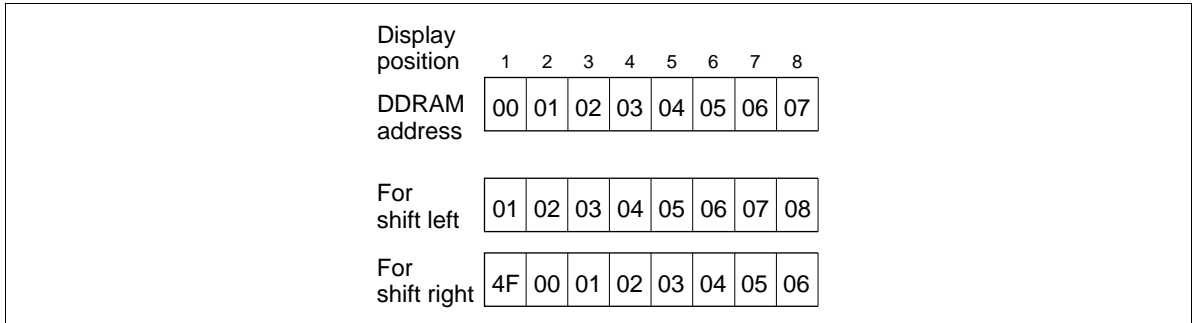 Display
position 1 2 3 4 5 6 7 8
DDRAM
address 00 01 02 03 04 05 06 07
For
shift left 01 02 03 04 05 06 07 08
For
shift right 4F 00 01 02 03 04 05 06